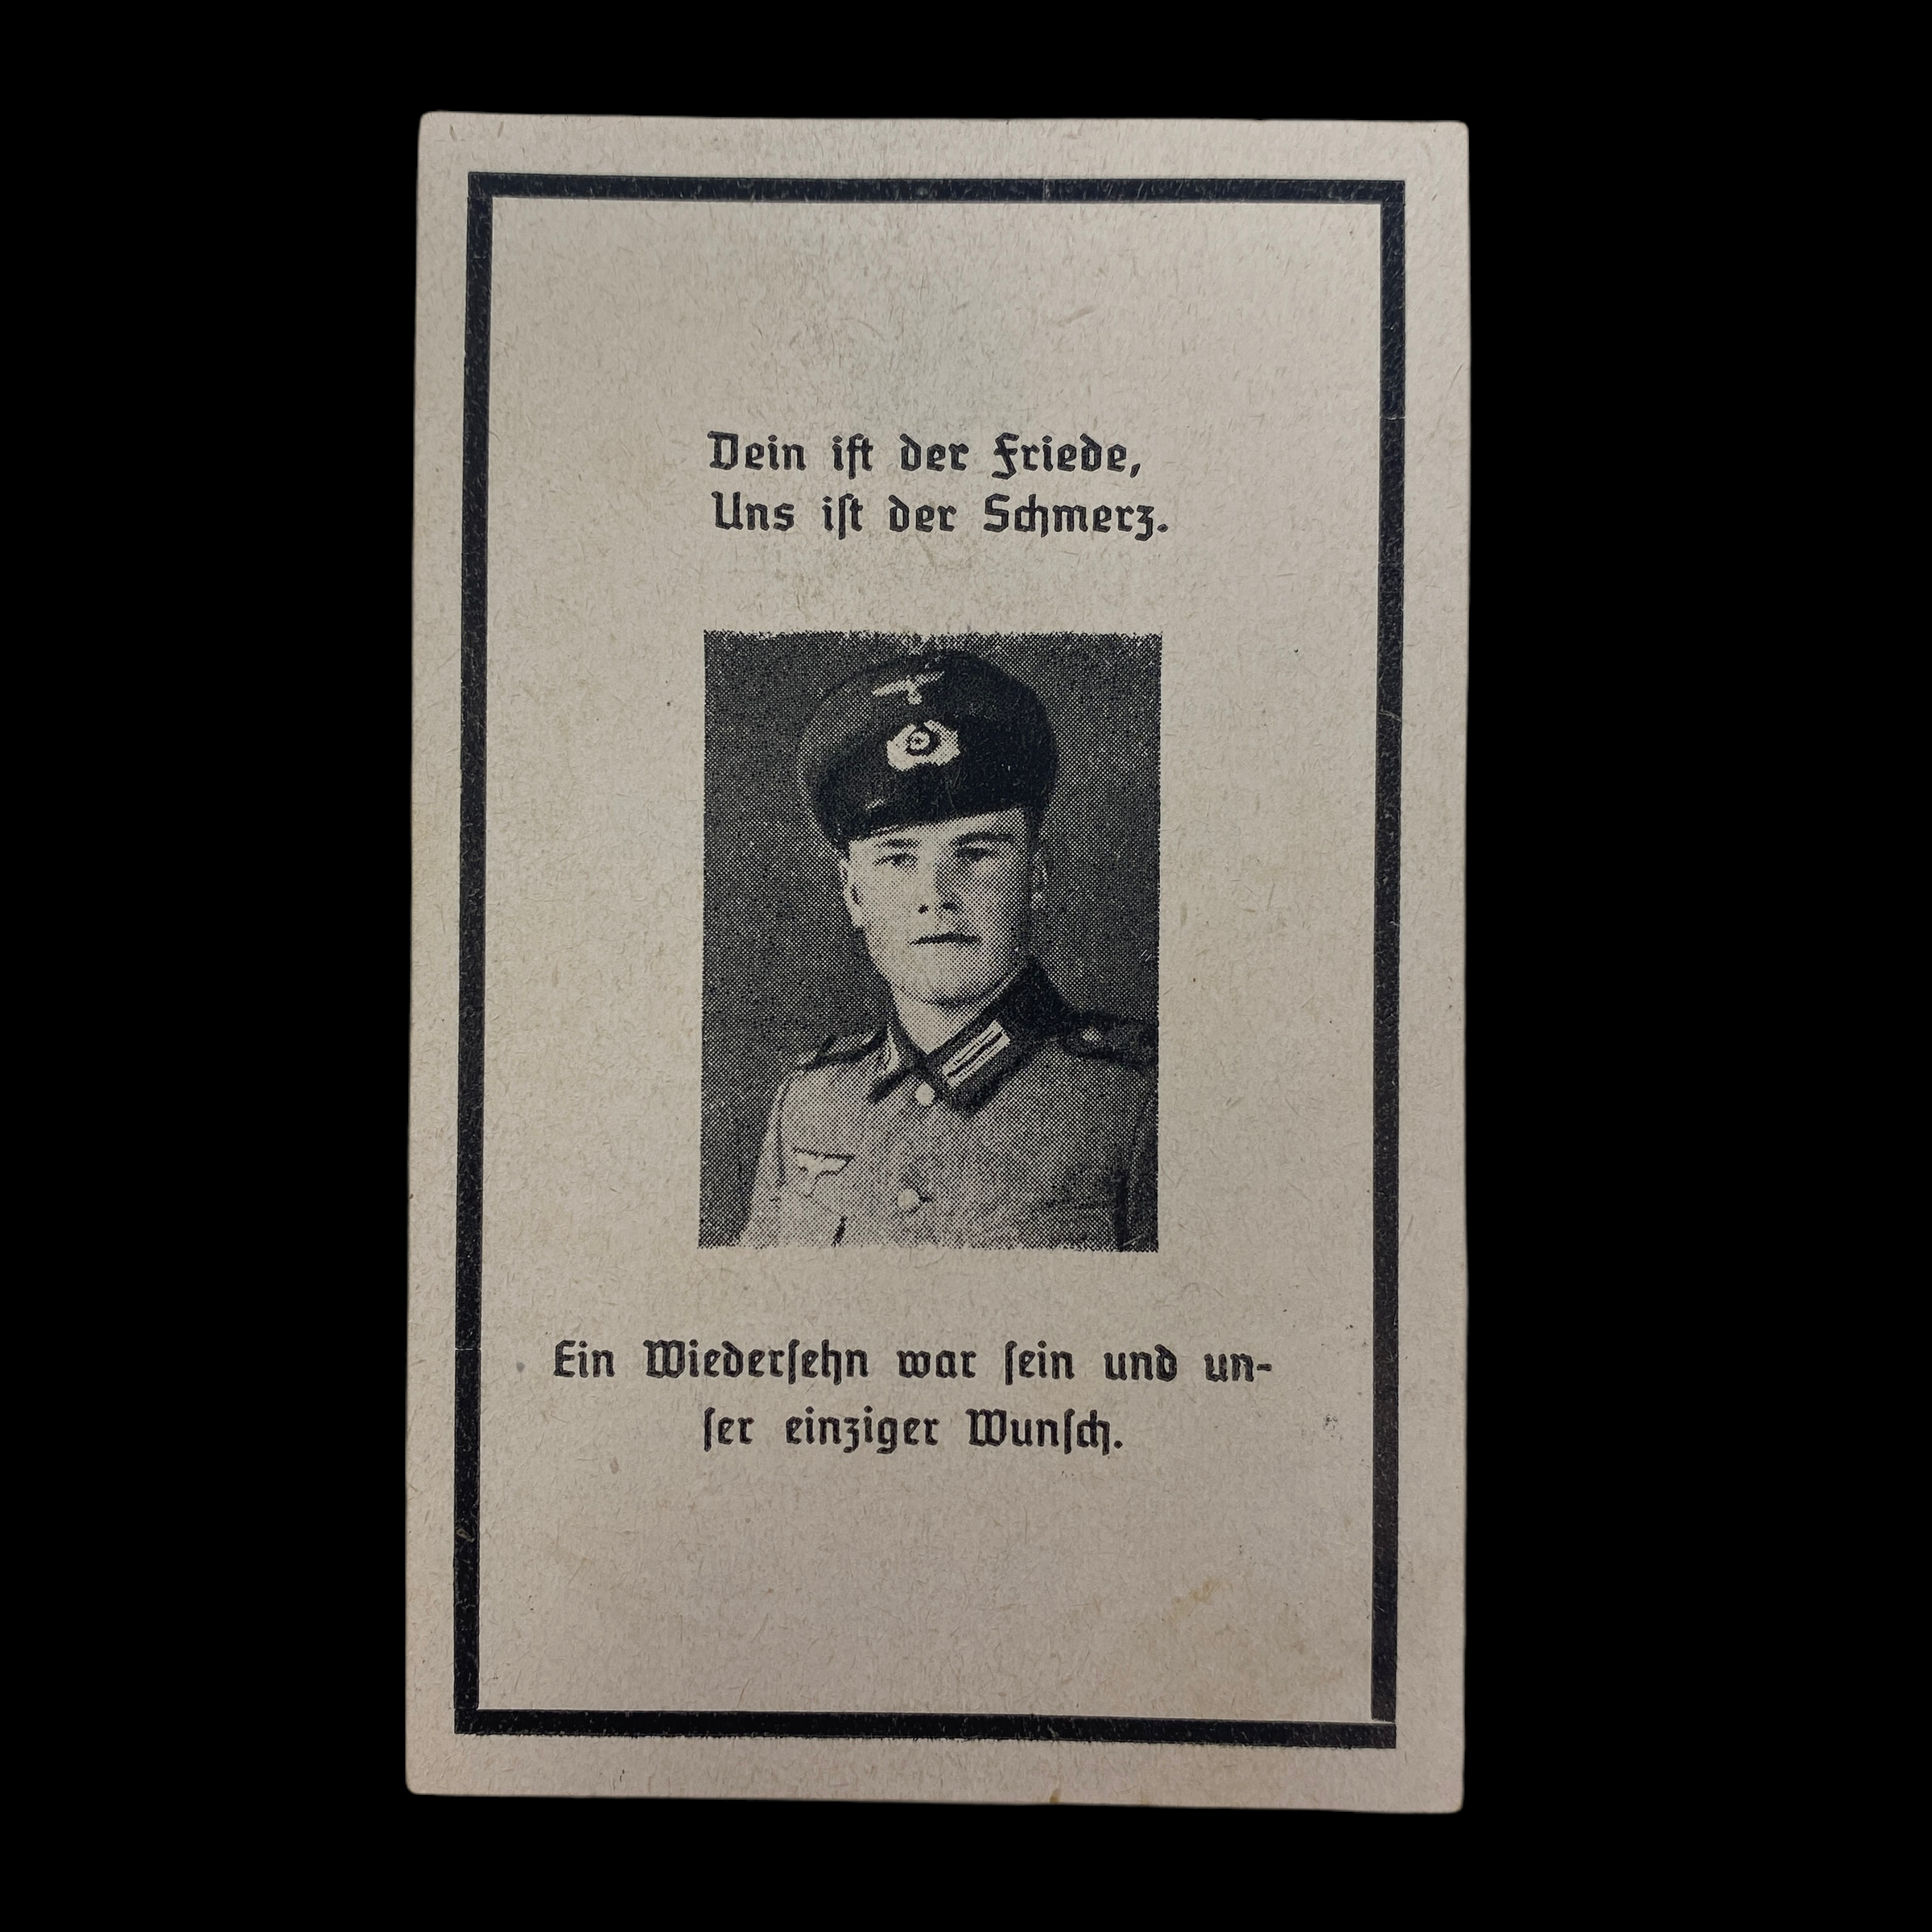 Dein iſt der Friede,
Uns iſt der Schmerz.
Ein Wiederſehn war ſein und un-
ſer einziger Wunſch.